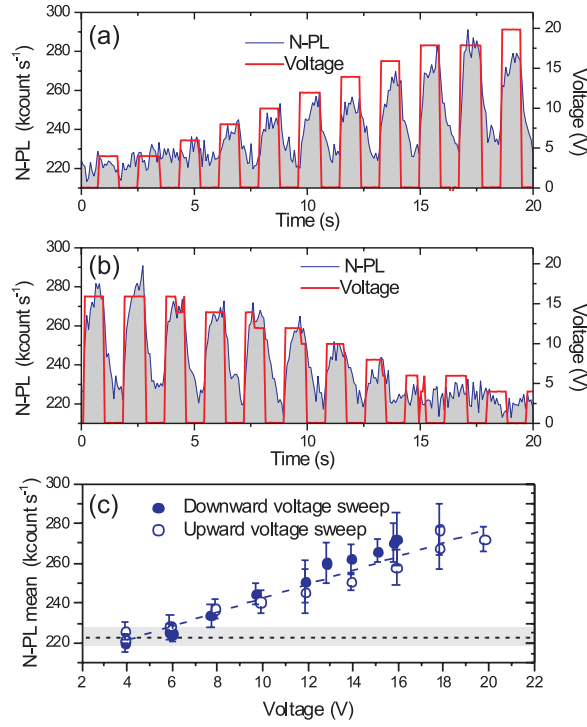 (a)
N-PL
Voltage
N-PL (kcount s⁻¹)
300
280
260
240
220
Voltage (V)
20
15
10
5
0
0 5 10 15 20
Time (s)
(b)
N-PL
Voltage
N-PL (kcount s⁻¹)
300
280
260
240
220
Voltage (V)
20
15
10
5
0
0 5 10 15 20
Time (s)
(c)
Downward voltage sweep
Upward voltage sweep
N-PL mean (kcount s⁻¹)
300
280
260
240
220
2 4 6 8 10 12 14 16 18 20 22
Voltage (V)